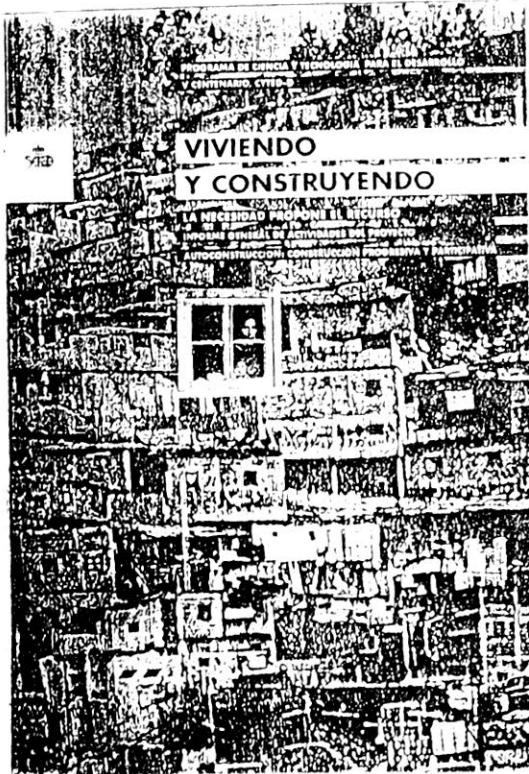 PROGRAMA DE CIENCIA Y TECNOLOGIA PARA EL DESARROLLO
V CENTENARIO. CYTED-D
VIVIENDO
Y CONSTRUYENDO
LA NECESIDAD PROPONE EL RECURSO
INFORME GENERAL DE ACTIVIDADES DEL PROYECTO
AUTOCONSTRUCCION: CONSTRUCCION PROGRESIVA Y